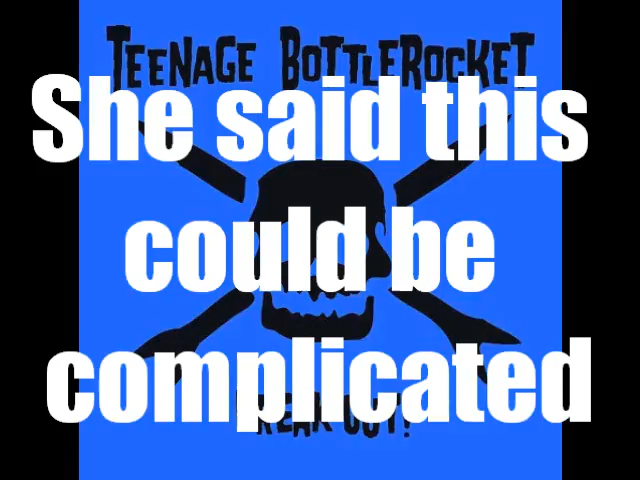 TEENAGE BOTTLEROCKET
She said this
could be
complicated